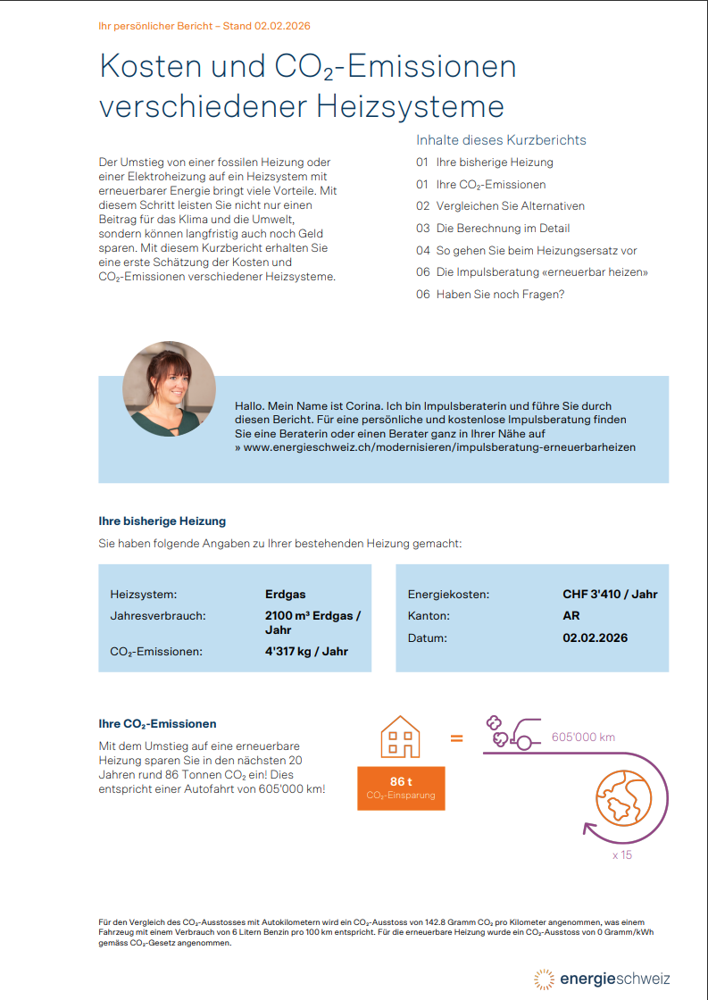 Ihr persönlicher Bericht – Stand 02.02.2026
Kosten und CO₂-Emissionen
verschiedener Heizsysteme
Der Umstieg von einer fossilen Heizung oder
einer Elektroheizung auf ein Heizsystem mit
erneuerbarer Energie bringt viele Vorteile. Mit
diesem Schritt leisten Sie nicht nur einen
Beitrag für das Klima und die Umwelt,
sondern können langfristig auch noch Geld
sparen. Mit diesem Kurzbericht erhalten Sie
eine erste Schätzung der Kosten und
CO₂-Emissionen verschiedener Heizsysteme.
Inhalte dieses Kurzberichts
01 Ihre bisherige Heizung
01 Ihre CO₂-Emissionen
02 Vergleichen Sie Alternativen
03 Die Berechnung im Detail
04 So gehen Sie beim Heizungsersatz vor
06 Die Impulsberatung «erneuerbar heizen»
06 Haben Sie noch Fragen?
Hallo. Mein Name ist Corina. Ich bin Impulsberaterin und führe Sie durch
diesen Bericht. Für eine persönliche und kostenlose Impulsberatung finden
Sie eine Beraterin oder einen Berater ganz in Ihrer Nähe auf
» www.energieschweiz.ch/modernisieren/impulsberatung-erneuerbarheizen
Ihre bisherige Heizung
Sie haben folgende Angaben zu Ihrer bestehenden Heizung gemacht:
Heizsystem: Erdgas
Jahresverbrauch: 2100 m³ Erdgas /
Jahr
CO₂-Emissionen: 4'317 kg / Jahr
Energiekosten: CHF 3'410 / Jahr
Kanton: AR
Datum: 02.02.2026
Ihre CO₂-Emissionen
Mit dem Umstieg auf eine erneuerbare
Heizung sparen Sie in den nächsten 20
Jahren rund 86 Tonnen CO₂ ein! Dies
entspricht einer Autofahrt von 605'000 km!
=
605'000 km
86 t
CO₂-Einsparung
x 15
Für den Vergleich des CO₂-Ausstosses mit Autokilometern wird ein CO₂-Ausstoss von 142.8 Gramm CO₂ pro Kilometer angenommen, was einem
Fahrzeug mit einem Verbrauch von 6 Litern Benzin pro 100 km entspricht. Für die erneuerbare Heizung wurde ein CO₂-Ausstoss von 0 Gramm/kWh
gemäss CO₂-Gesetz angenommen.
energieschweiz